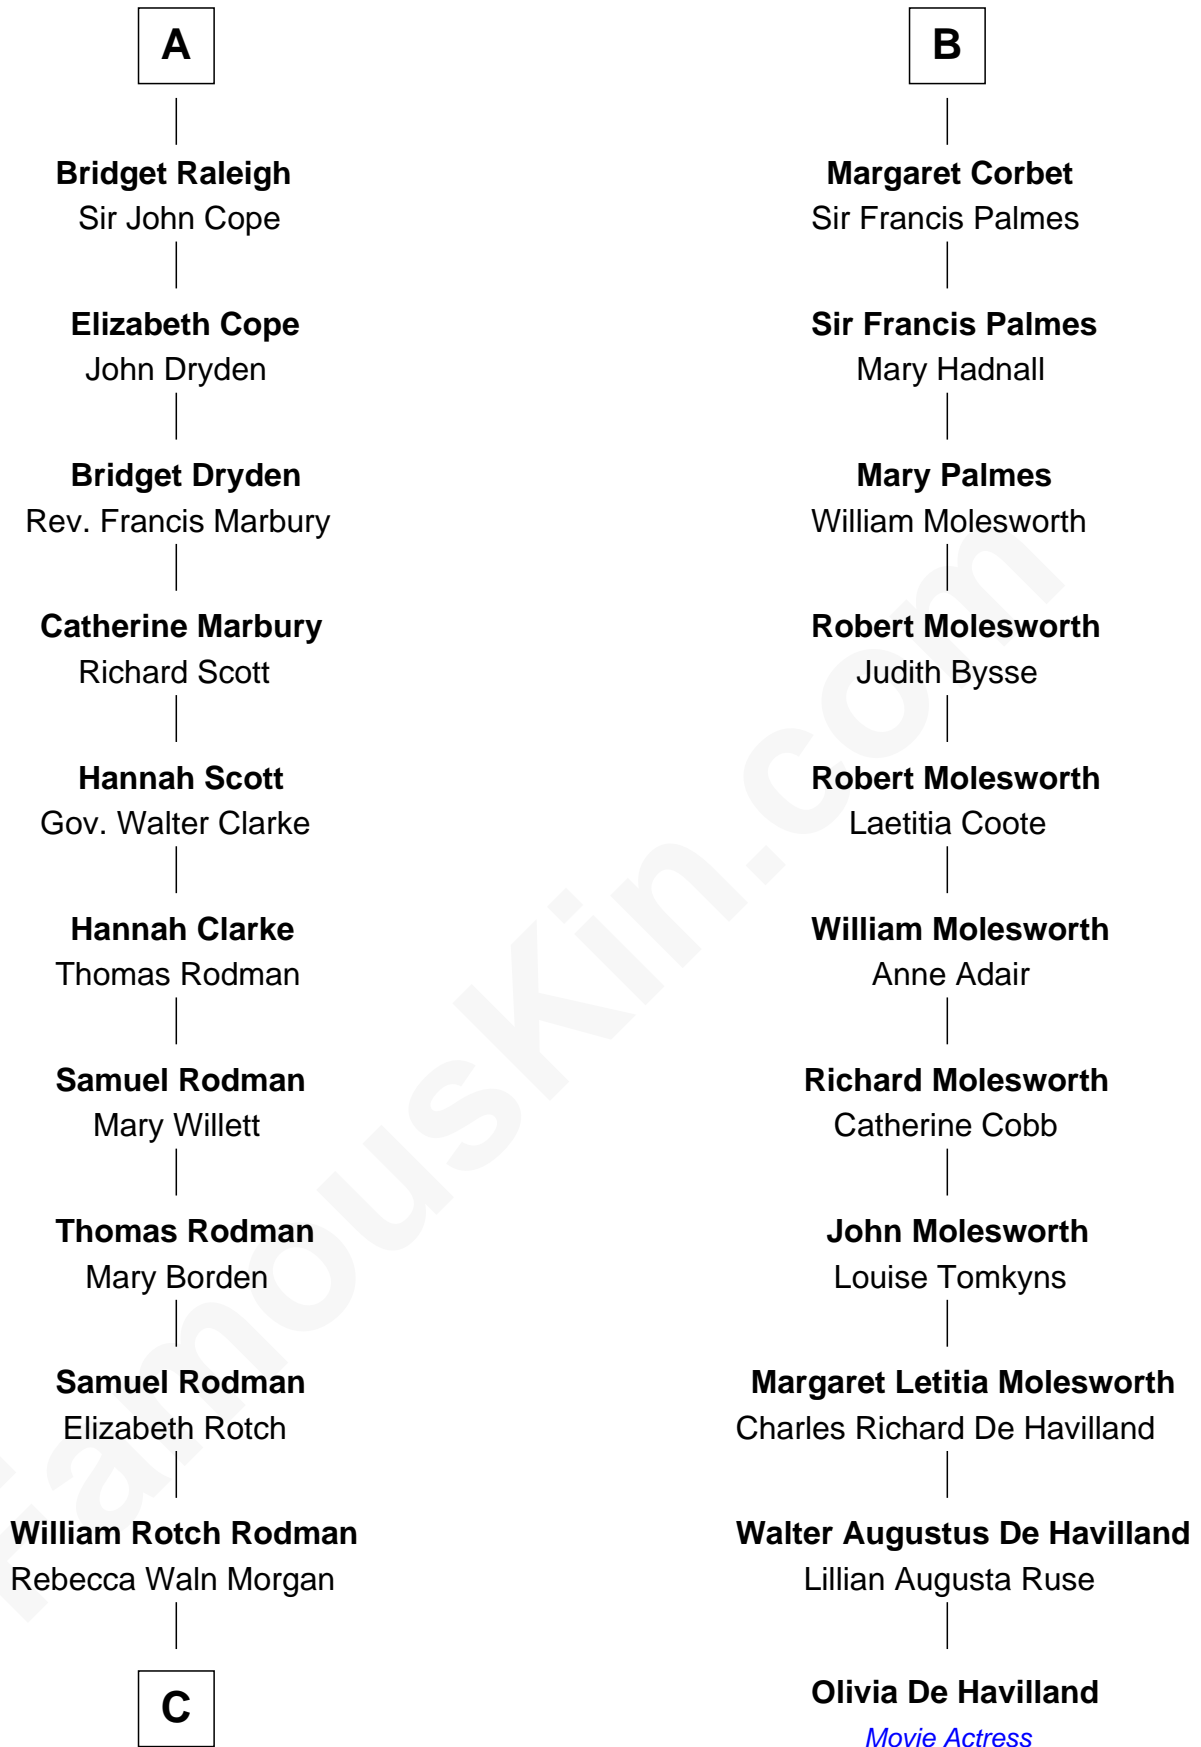 A
Bridget Raleigh
Sir John Cope
Elizabeth Cope
John Dryden
Bridget Dryden
Rev. Francis Marbury
Catherine Marbury
Richard Scott
Hannah Scott
Gov. Walter Clarke
Hannah Clarke
Thomas Rodman
Samuel Rodman
Mary Willett
Thomas Rodman
Mary Borden
Samuel Rodman
Elizabeth Rotch
William Rotch Rodman
Rebecca Waln Morgan
C
B
Margaret Corbet
Sir Francis Palmes
Sir Francis Palmes
Mary Hadnall
Mary Palmes
William Molesworth
Robert Molesworth
Judith Bysse
Robert Molesworth
Laetitia Coote
William Molesworth
Anne Adair
Richard Molesworth
Catherine Cobb
John Molesworth
Louise Tomkyns
Margaret Letitia Molesworth
Charles Richard De Havilland
Walter Augustus De Havilland
Lillian Augusta Ruse
Olivia De Havilland
Movie Actress
FamousKin.com